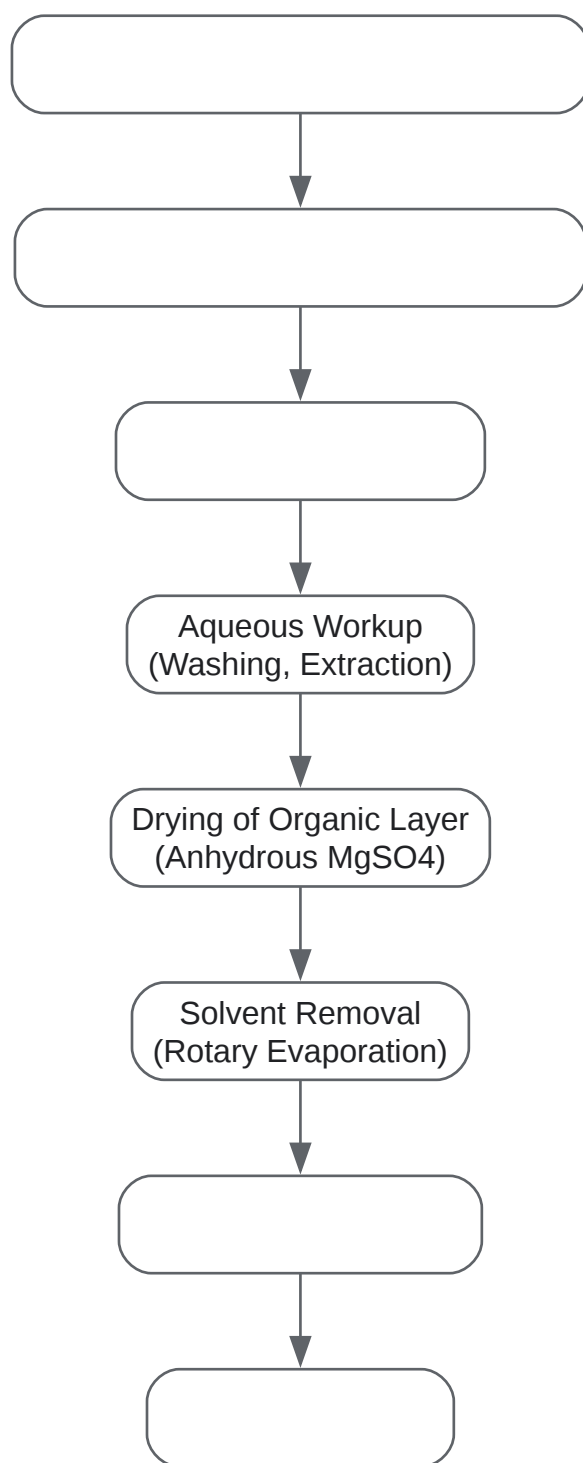 Aqueous Workup
(Washing, Extraction)
Drying of Organic Layer
(Anhydrous MgSO4)
Solvent Removal
(Rotary Evaporation)